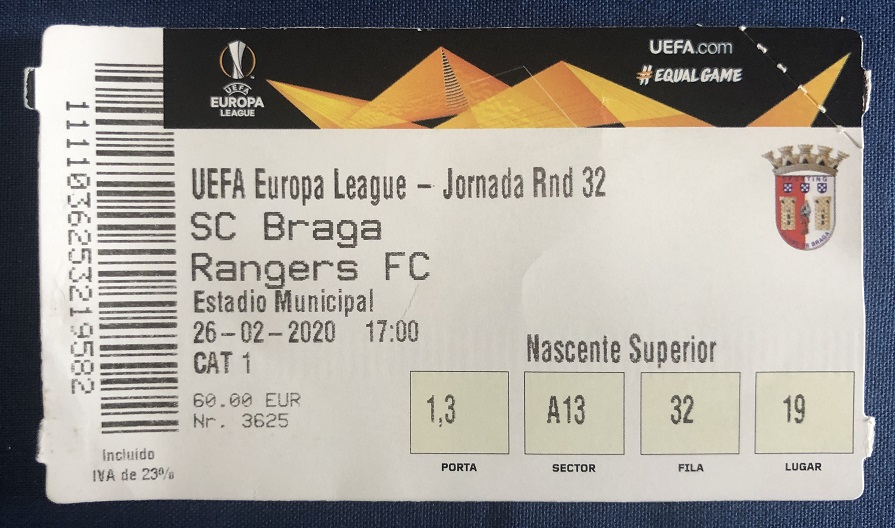 UEFA
EUROPA
LEAGUE
UEFA.com
#EQUALGAME
UEFA Europa League - Jornada Rnd 32
SC Braga
Rangers FC
Estadio Municipal
26-02-2020 17:00
CAT 1
60.00 EUR
Nr. 3625
Nascente Superior
1,3
A13
32
19
PORTA
SECTOR
FILA
LUGAR
1111036253219582
Incluido
IVA de 23%